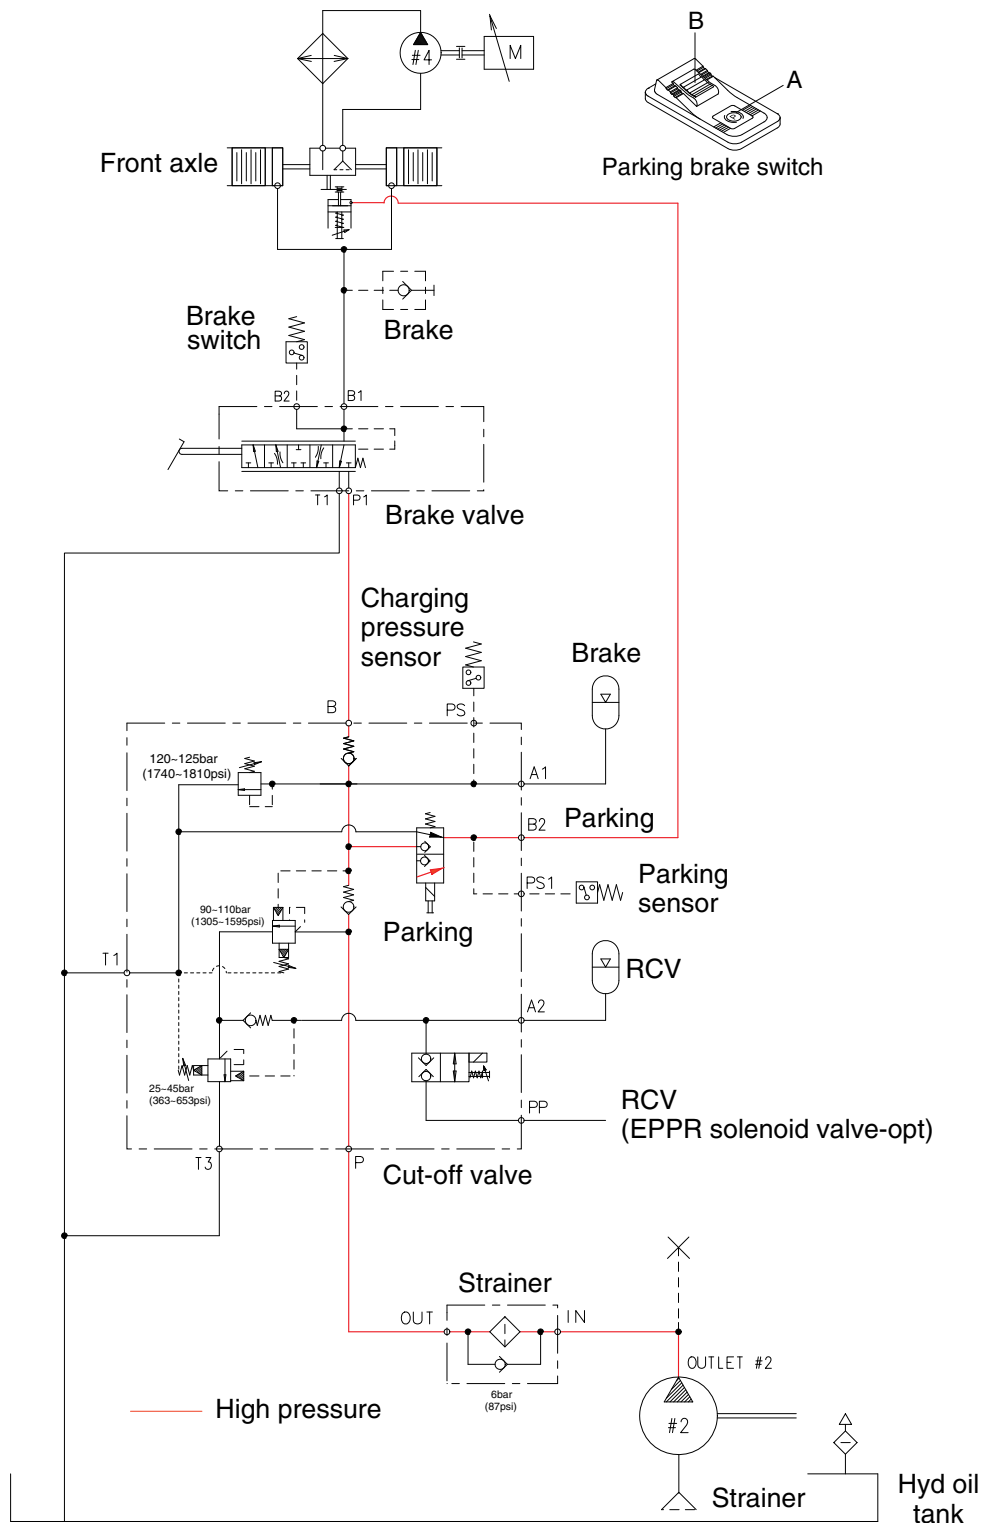 B
A
Parking brake switch
#4
M
Front axle
Brake
Brake
switch
B2
B1
T1
P1
Brake valve
Charging
pressure
sensor
Brake
B
PS
120~125bar
(1740~1810psi)
A1
B2
Parking
PS1
Parking
sensor
90~110bar
(1305~1595psi)
Parking
T1
RCV
A2
25~45bar
(363~653psi)
PP
RCV
(EPPR solenoid valve-opt)
T3
P
Cut-off valve
Strainer
OUT
IN
OUTLET #2
6bar
(87psi)
High pressure
#2
Strainer
Hyd oil
tank